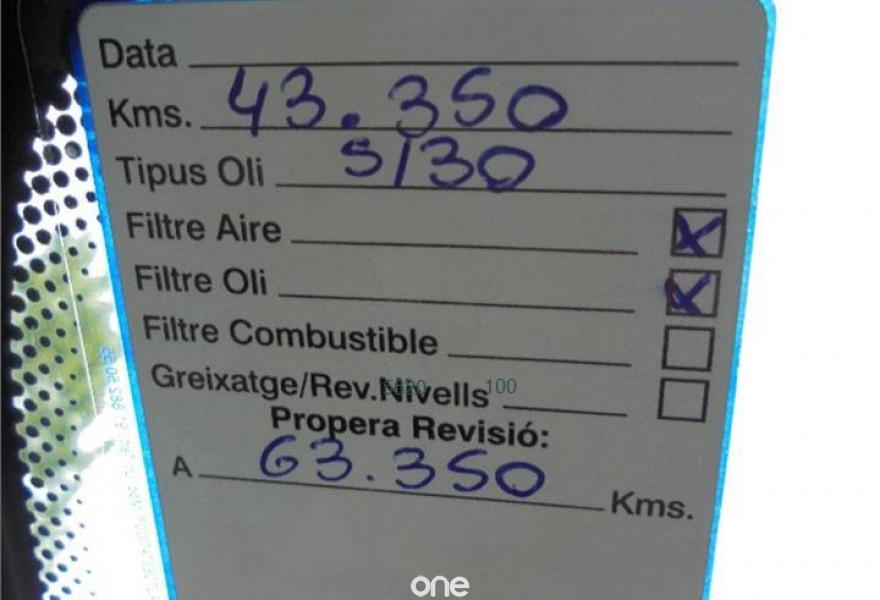 Data
Kms. 43.350
Tipus Oli 5/30
Filtre Aire X
Filtre Oli X
Filtre Combustible
Greixatge/Rev.Nivells
100
Propera Revisió:
A 63.350 Kms.
one